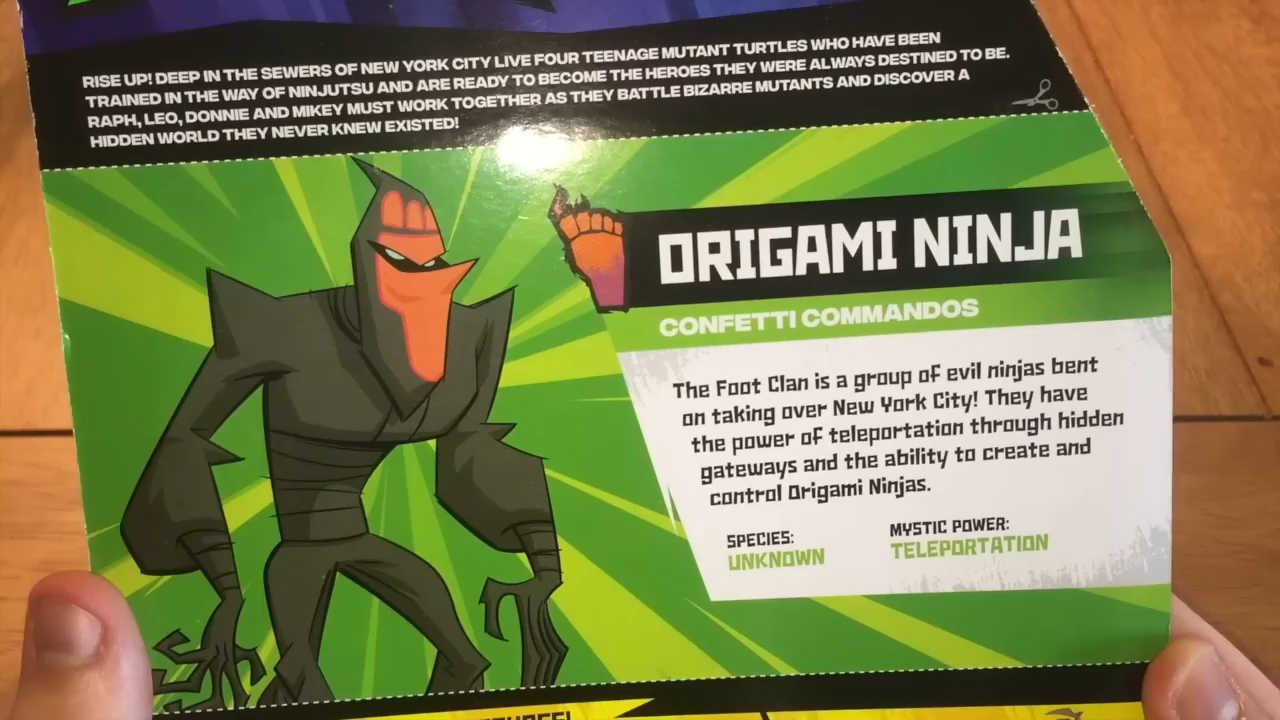 RISE UP! DEEP IN THE SEWERS OF NEW YORK CITY LIVE FOUR TEENAGE MUTANT TURTLES WHO HAVE BEEN
TRAINED IN THE WAY OF NINJUTSU AND ARE READY TO BECOME THE HEROES THEY WERE ALWAYS DESTINED TO BE.
RAPH, LEO, DONNIE AND MIKEY MUST WORK TOGETHER AS THEY BATTLE BIZARRE MUTANTS AND DISCOVER A
HIDDEN WORLD THEY NEVER KNEW EXISTED!
ORIGAMI NINJA
CONFETTI COMMANDOS
The Foot Clan is a group of evil ninjas bent
on taking over New York City! They have
the power of teleportation through hidden
gateways and the ability to create and
control Origami Ninjas.
SPECIES:
UNKNOWN
MYSTIC POWER:
TELEPORTATION